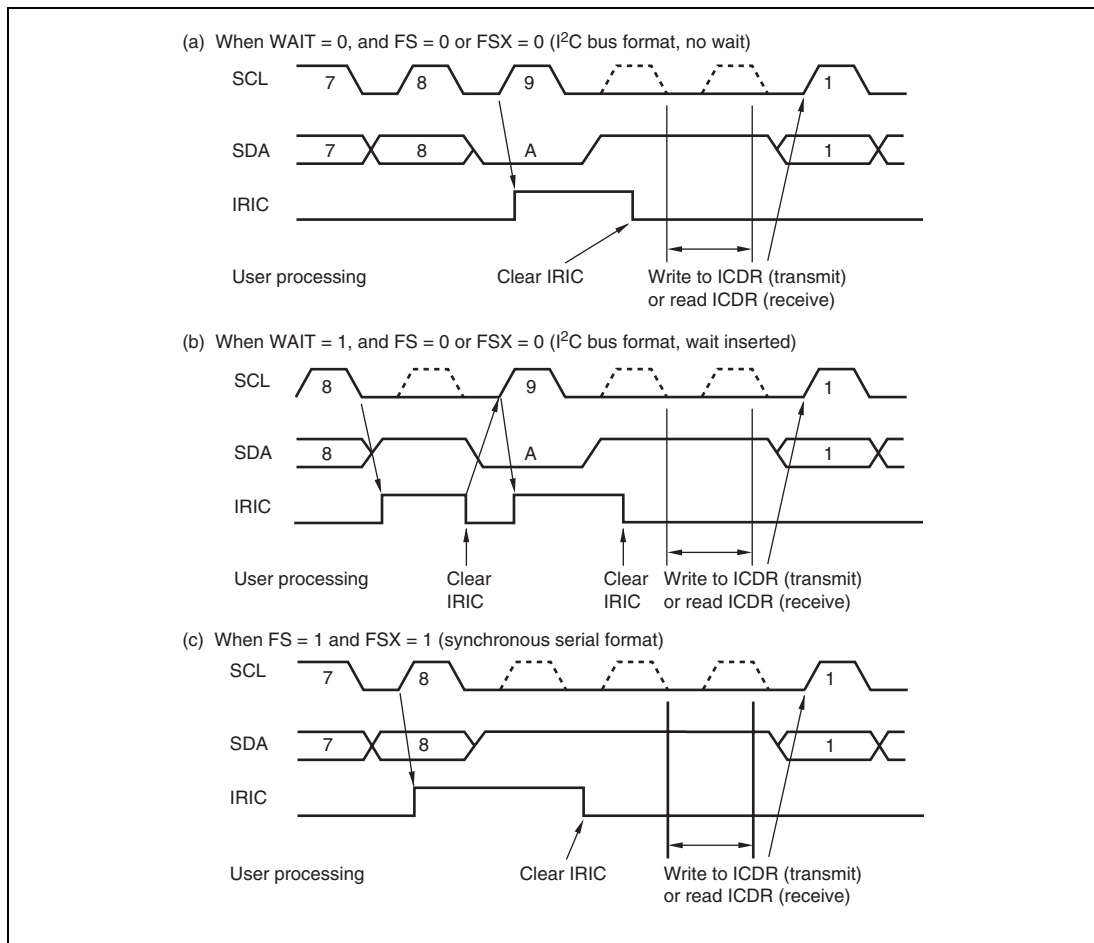 (a) When WAIT = 0, and FS = 0 or FSX = 0 (I²C bus format, no wait)
SCL
7 8 9 1
SDA
7 8 A 1
IRIC
User processing
Clear IRIC
Write to ICDR (transmit)
or read ICDR (receive)
(b) When WAIT = 1, and FS = 0 or FSX = 0 (I²C bus format, wait inserted)
SCL
8 9 1
SDA
8 A 1
IRIC
User processing
Clear
IRIC
Clear
IRIC
Write to ICDR (transmit)
or read ICDR (receive)
(c) When FS = 1 and FSX = 1 (synchronous serial format)
SCL
7 8 1
SDA
7 8 1
IRIC
User processing
Clear IRIC
Write to ICDR (transmit)
or read ICDR (receive)